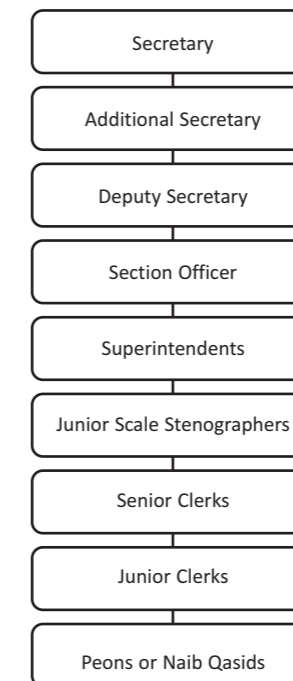 Secretary
Additional Secretary
Deputy Secretary
Section Officer
Superintendents
Junior Scale Stenographers
Senior Clerks
Junior Clerks
Peons or Naib Qasids